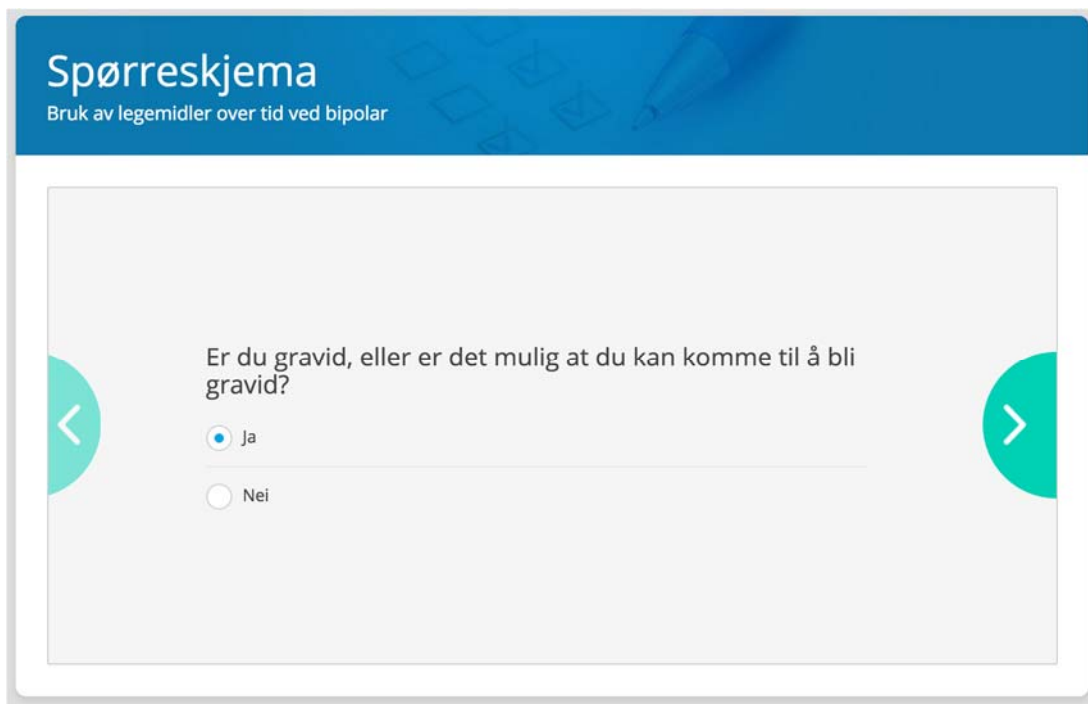 Spørreskjema
Bruk av legemidler over tid ved bipolar
Er du gravid, eller er det mulig at du kan komme til å bli
gravid?
Ja
Nei